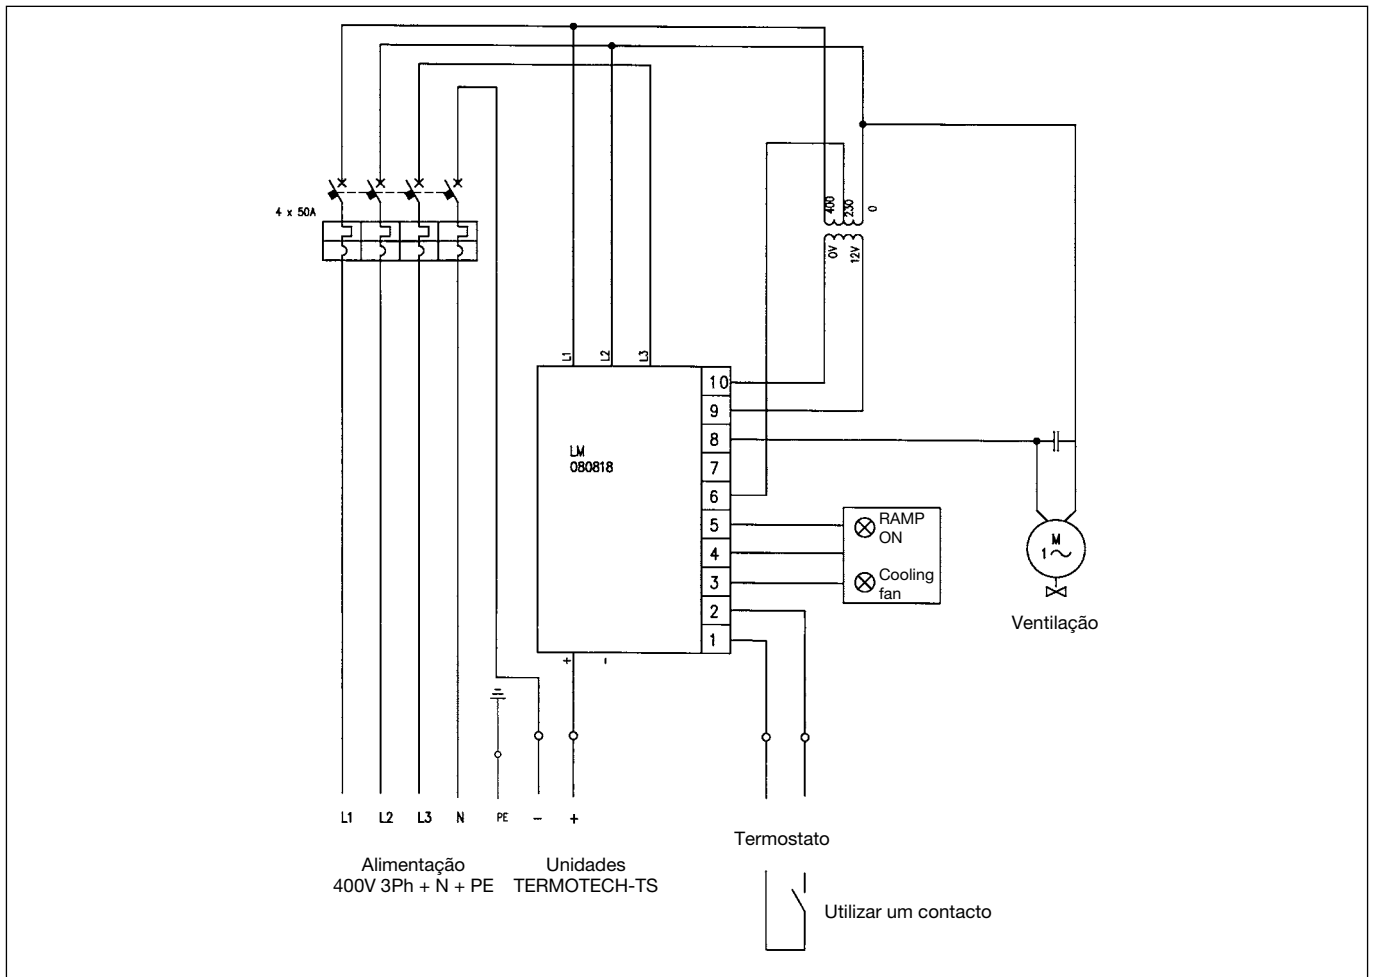 4 x 50A
400
230
0
0V
12V
L1
L2
L3
10
9
8
7
6
5
4
3
2
1
LM
080818
RAMP
ON
Cooling
fan
M
1~
Ventilação
+
-
L1 L2 L3 N PE - +
Alimentação
400V 3Ph + N + PE
Unidades
TERMOTECH-TS
Termostato
Utilizar um contacto